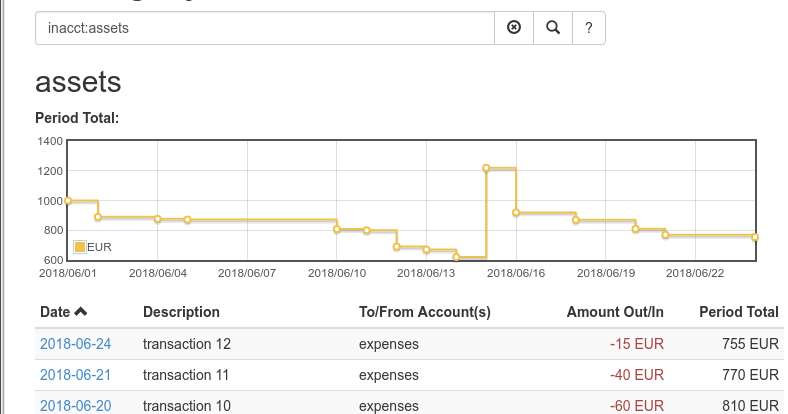 inacct:assets ?
assets
Period Total:
1400
1200
1000
800
600
EUR
2018/06/01 2018/06/04 2018/06/07 2018/06/10 2018/06/13 2018/06/16 2018/06/19 2018/06/22
Date Description To/From Account(s) Amount Out/In Period Total
2018-06-24 transaction 12 expenses -15 EUR 755 EUR
2018-06-21 transaction 11 expenses -40 EUR 770 EUR
2018-06-20 transaction 10 expenses -60 EUR 810 EUR